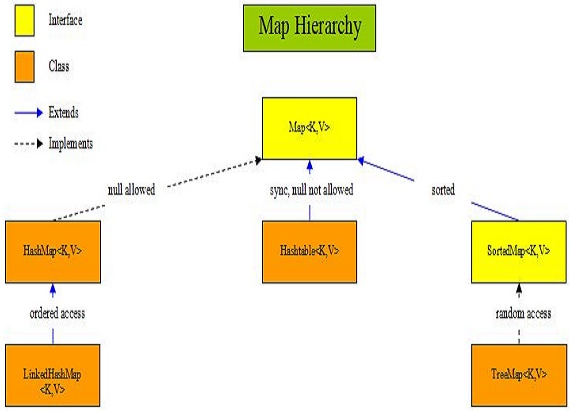 Interface
Map Hierarchy
Class
Extends
Implements
Map<K,V>
null allowed
sync, null not allowed
sorted
HashMap<K,V>
Hashtable<K,V>
SortedMap<K,V>
ordered access
random access
LinkedHashMap
<K,V>
TreeMap<K,V>